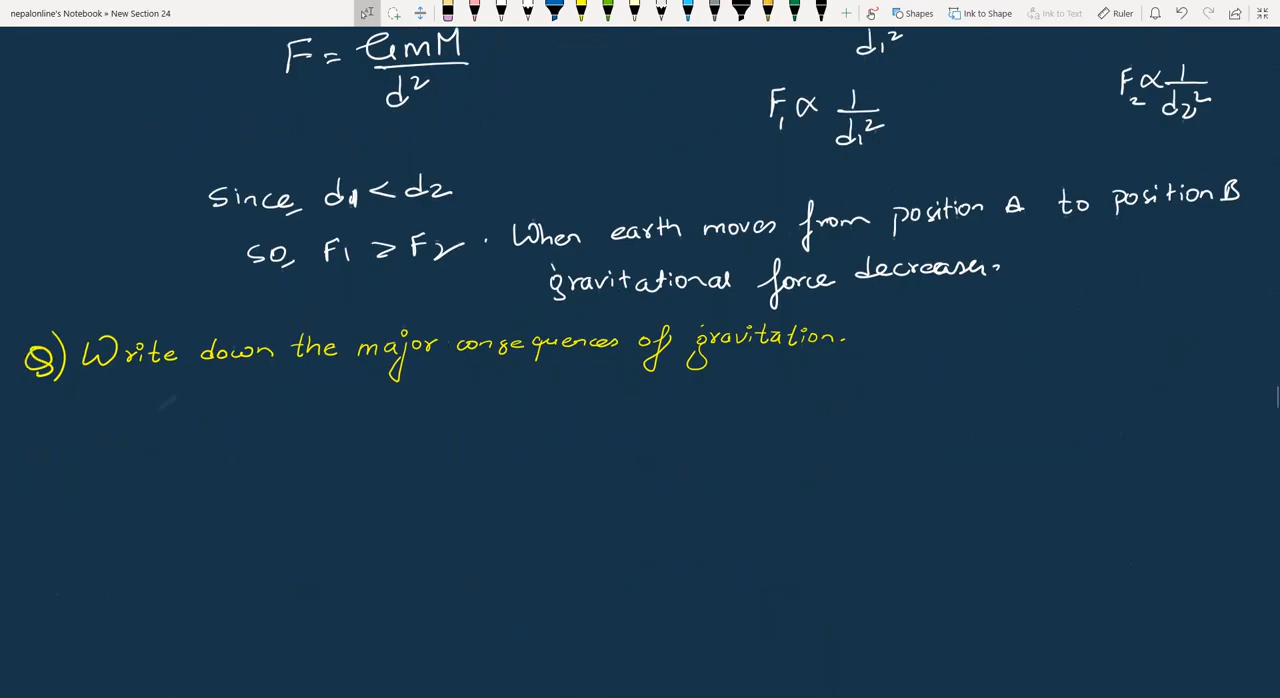 nepalonline's Notebook » New Section 24
Shapes Ink to Shape Ink to Text Ruler
F = GmM/d²
d₁²
F₁ ∝ 1/d₁²
F₂ ∝ 1/d₂²
Since, d₁ < d₂
So, F₁ > F₂. When earth moves from position A to position B
gravitational force decreases.
Q) Write down the major consequences of gravitation.